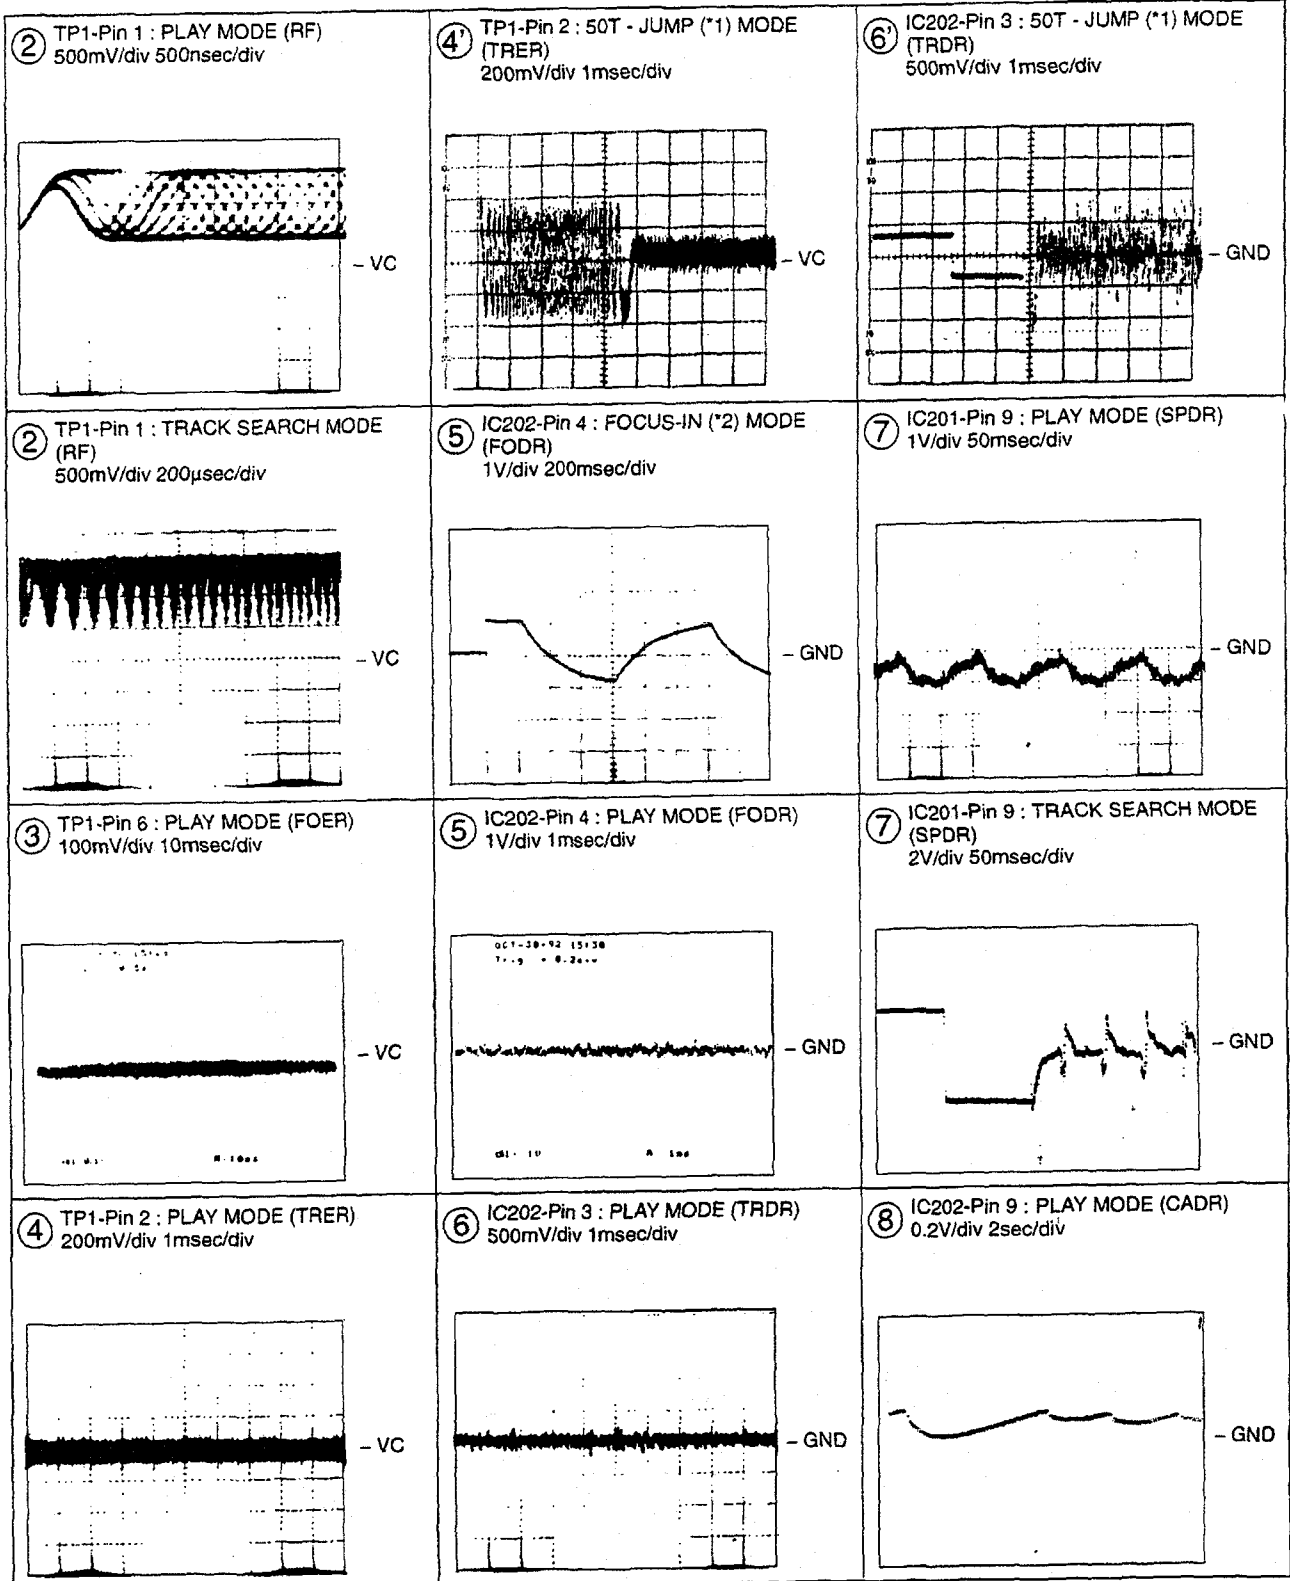 ② TP1-Pin 1 : PLAY MODE (RF)
500mV/div 500nsec/div
– VC
④' TP1-Pin 2 : 50T - JUMP (*1) MODE
(TRER)
200mV/div 1msec/div
– VC
⑥' IC202-Pin 3 : 50T - JUMP (*1) MODE
(TRDR)
500mV/div 1msec/div
– GND
② TP1-Pin 1 : TRACK SEARCH MODE
(RF)
500mV/div 200µsec/div
– VC
⑤ IC202-Pin 4 : FOCUS-IN (*2) MODE
(FODR)
1V/div 200msec/div
– GND
⑦ IC201-Pin 9 : PLAY MODE (SPDR)
1V/div 50msec/div
– GND
③ TP1-Pin 6 : PLAY MODE (FOER)
100mV/div 10msec/div
– VC
⑤ IC202-Pin 4 : PLAY MODE (FODR)
1V/div 1msec/div
– GND
⑦ IC201-Pin 9 : TRACK SEARCH MODE
(SPDR)
2V/div 50msec/div
– GND
④ TP1-Pin 2 : PLAY MODE (TRER)
200mV/div 1msec/div
– VC
⑥ IC202-Pin 3 : PLAY MODE (TRDR)
500mV/div 1msec/div
– GND
⑧ IC202-Pin 9 : PLAY MODE (CADR)
0.2V/div 2sec/div
– GND